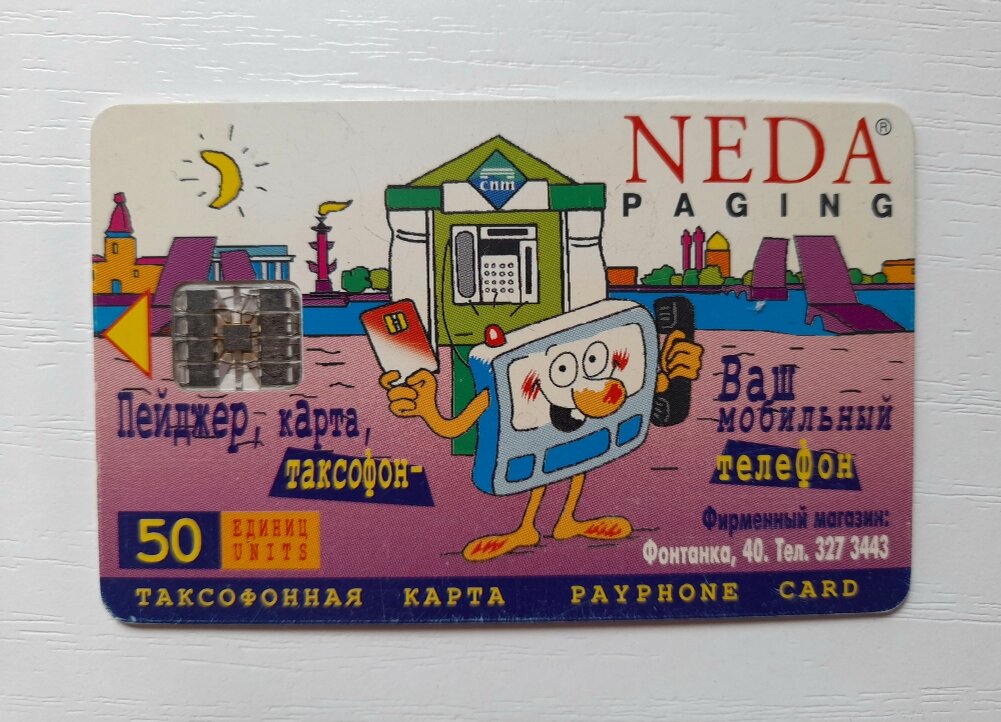 NEDA®
PAGING
спт
Пейджер, карта,
таксофон-
Ваш
мобильный
телефон
Фирменный магазин:
Фонтанка, 40. Тел. 327 3443
50 ЕДИНИЦ
UNITS
ТАКСОФОННАЯ КАРТА PAYPHONE CARD